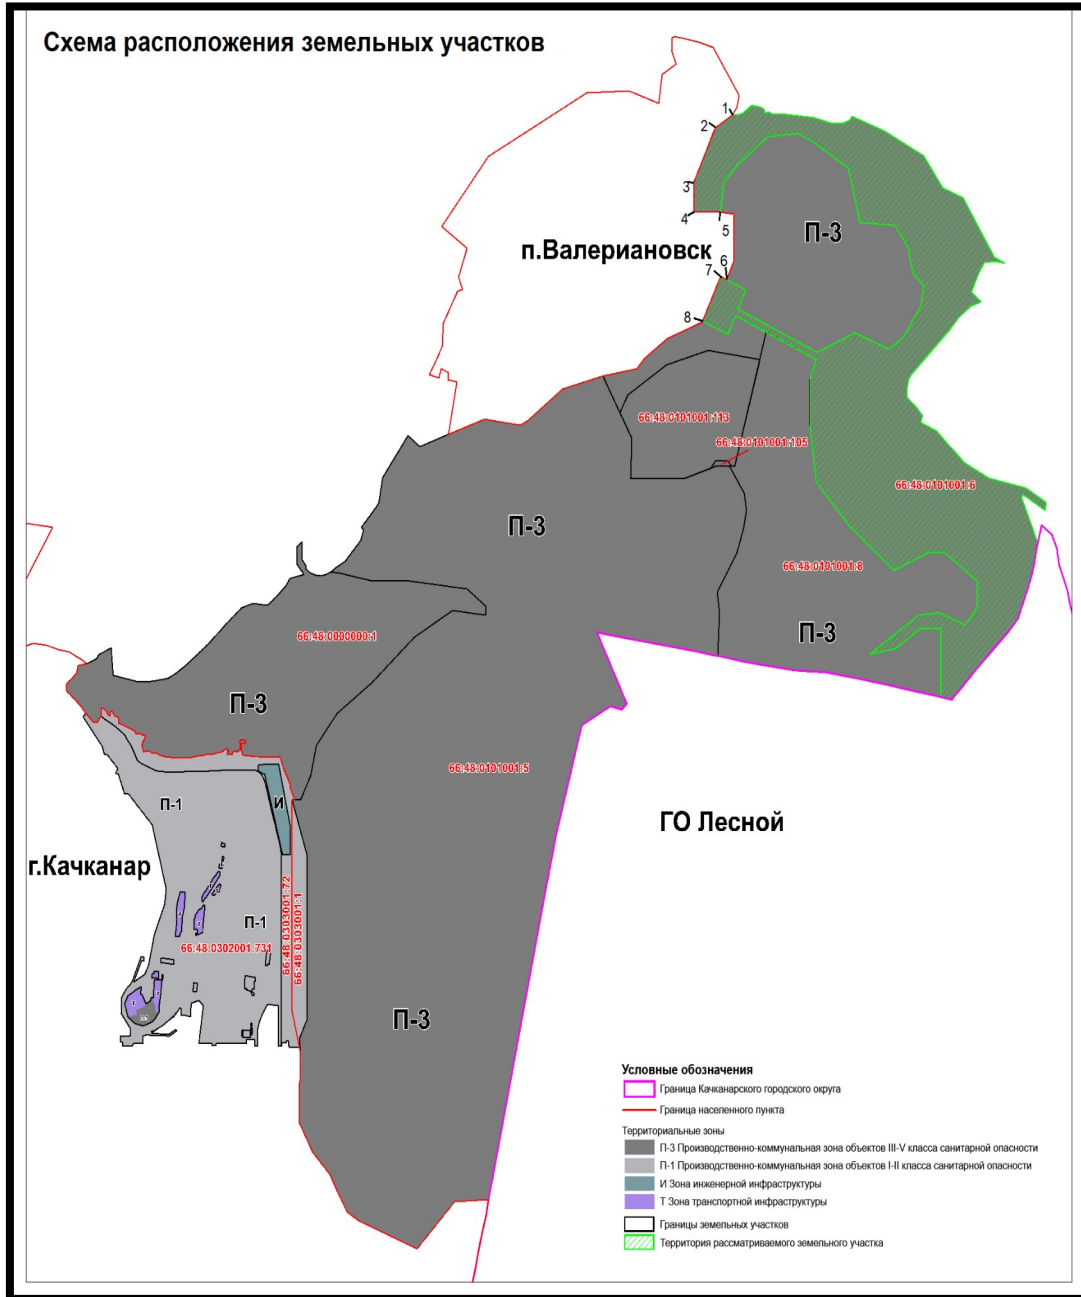 Схема расположения земельных участков
1
2
3
4
5
п.Валериановск
П-3
6
7
8
66:48:0101001:113
66:48:0101001:105
66:48:0101001:6
П-3
66:48:0101001:8
П-3
66:48:0000000:1
П-3
66:48:0101001:5
П-1
И
ГО Лесной
г.Качканар
П-1
66:48:0302001:731
66:48:0303001:72
66:48:0303001:1
П-3
Условные обозначения
Граница Качканарского городского округа
Граница населенного пункта
Территориальные зоны
П-3 Производственно-коммунальная зона объектов III-V класса санитарной опасности
П-1 Производственно-коммунальная зона объектов I-II класса санитарной опасности
И Зона инженерной инфраструктуры
Т Зона транспортной инфраструктуры
Границы земельных участков
Территория рассматриваемого земельного участка